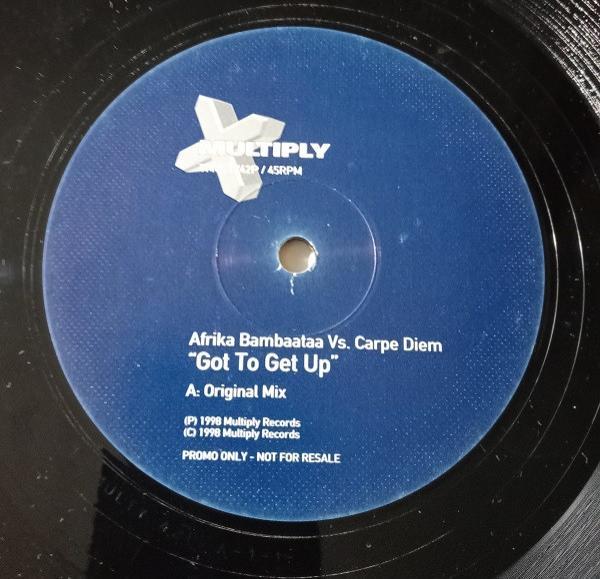 MULTIPLY
/ 45RPM
Afrika Bambaataa Vs. Carpe Diem
"Got To Get Up"
A: Original Mix
(P) 1998 Multiply Records
(C) 1998 Multiply Records
PROMO ONLY - NOT FOR RESALE